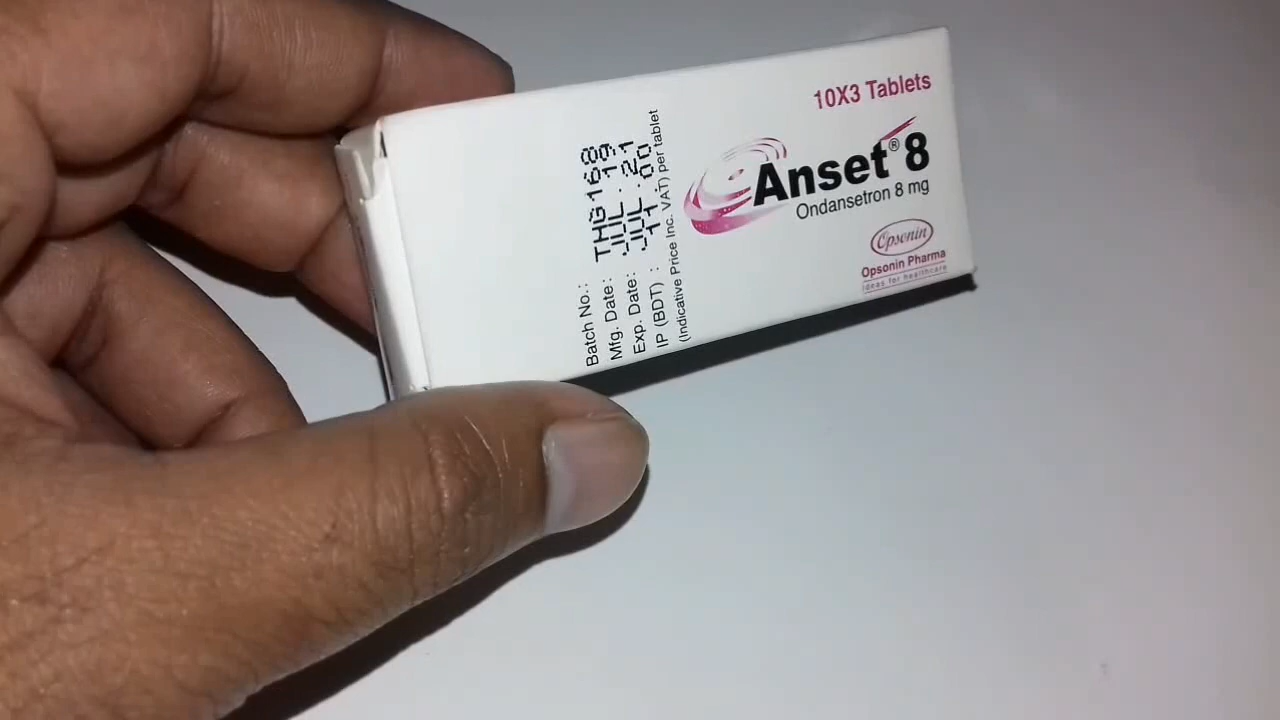 10X3 Tablets
Anset® 8
Ondansetron 8 mg
Opsonin
Opsonin Pharma
Ideas for healthcare
Batch No.: THG168
Mfg. Date: JUL. 19
Exp. Date: JUL. 21
IP (BDT) : 11.00
(Indicative Price Inc. VAT) per tablet